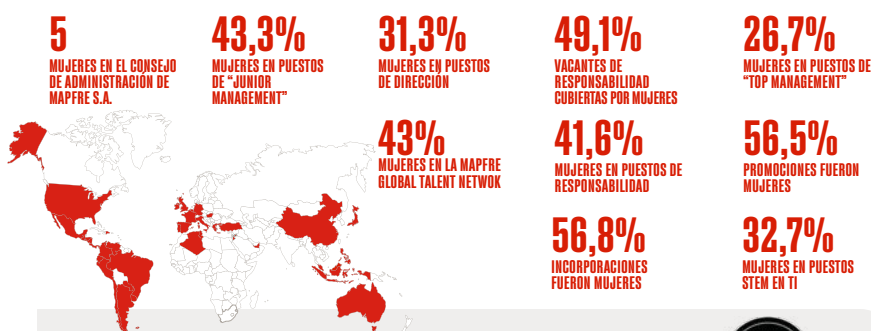 5
MUJERES EN EL CONSEJO
DE ADMINISTRACIÓN DE
MAPFRE S.A.
43,3%
MUJERES EN PUESTOS
DE “JUNIOR
MANAGEMENT”
31,3%
MUJERES EN PUESTOS
DE DIRECCIÓN
49,1%
VACANTES DE
RESPONSABILIDAD
CUBIERTAS POR MUJERES
26,7%
MUJERES EN PUESTOS DE
“TOP MANAGEMENT”
43%
MUJERES EN LA MAPFRE
GLOBAL TALENT NETWOK
41,6%
MUJERES EN PUESTOS DE
RESPONSABILIDAD
56,5%
PROMOCIONES FUERON
MUJERES
56,8%
INCORPORACIONES
FUERON MUJERES
32,7%
MUJERES EN PUESTOS
STEM EN TI